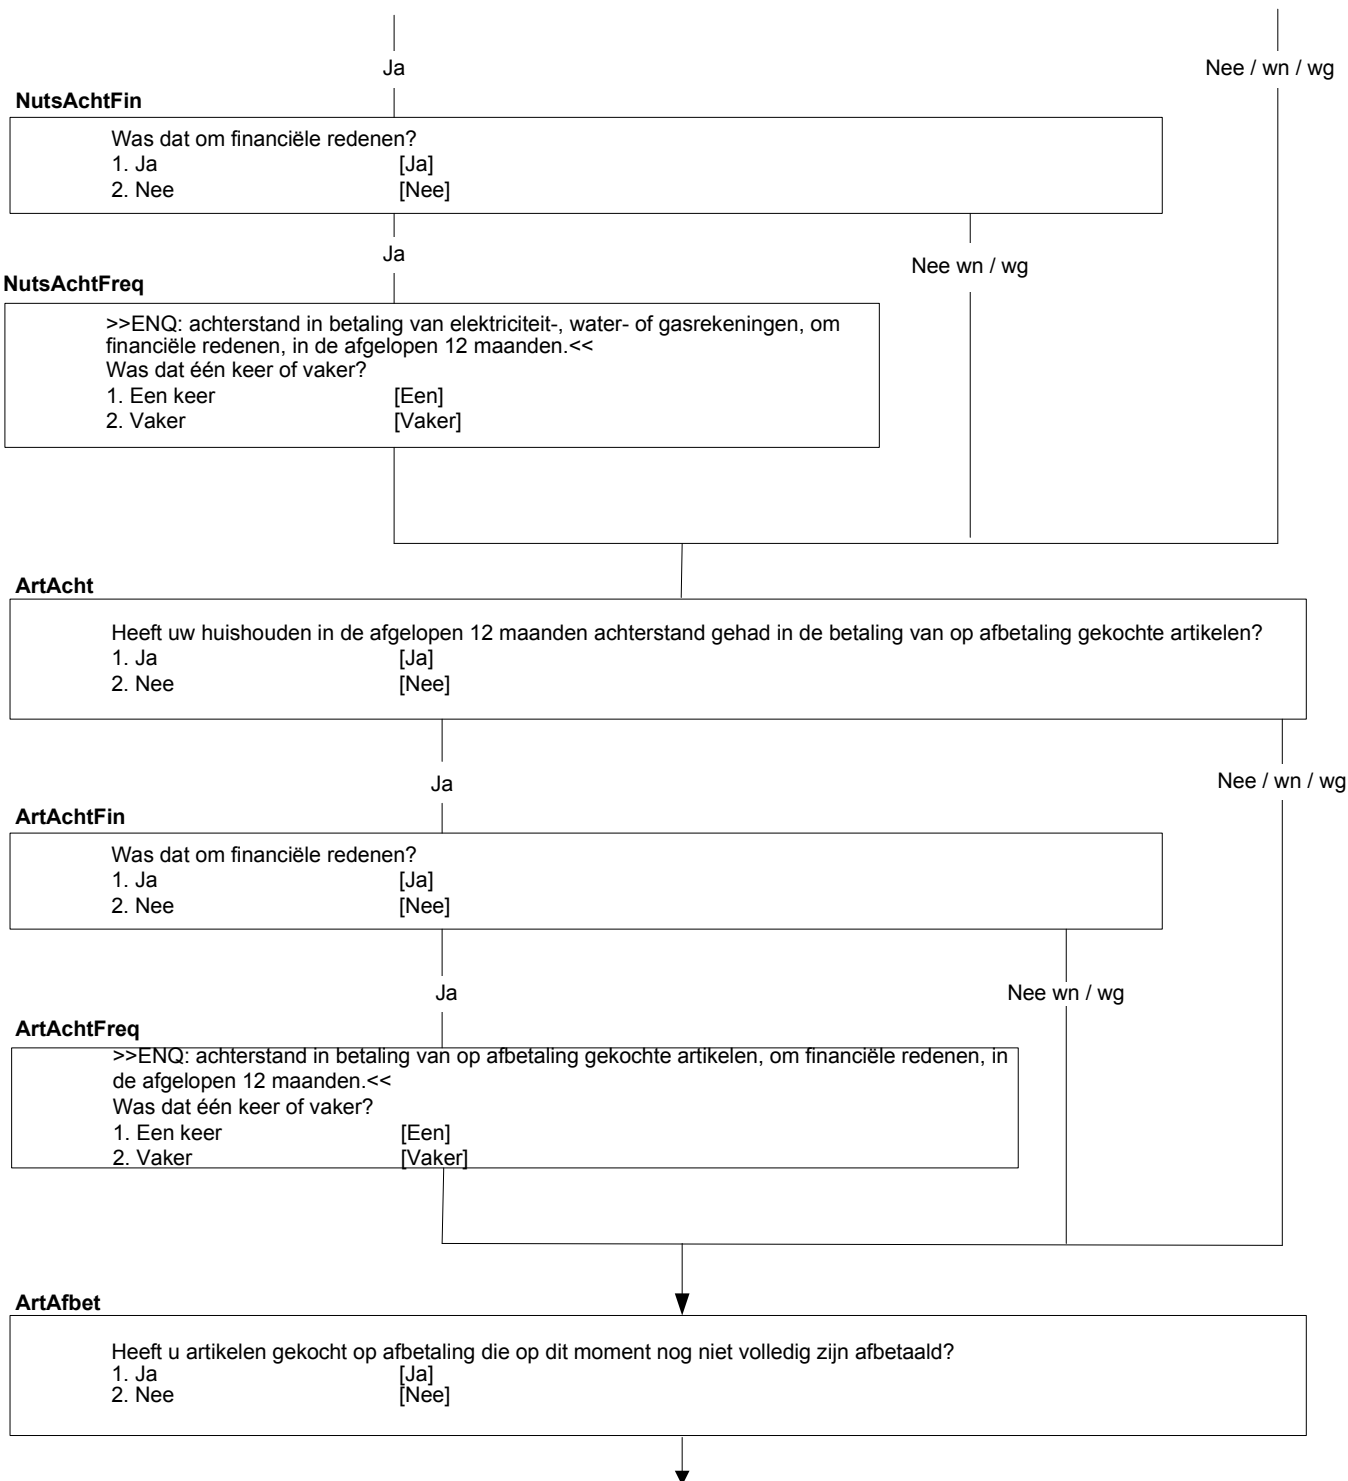 Ja
Nee / wn / wg
NutsAchtFin
Was dat om financiële redenen?
1. Ja [Ja]
2. Nee [Nee]
Ja
Nee wn / wg
NutsAchtFreq
>>ENQ: achterstand in betaling van elektriciteit-, water- of gasrekeningen, om
financiële redenen, in de afgelopen 12 maanden.<<
Was dat één keer of vaker?
1. Een keer [Een]
2. Vaker [Vaker]
ArtAcht
Heeft uw huishouden in de afgelopen 12 maanden achterstand gehad in de betaling van op afbetaling gekochte artikelen?
1. Ja [Ja]
2. Nee [Nee]
Ja
Nee / wn / wg
ArtAchtFin
Was dat om financiële redenen?
1. Ja [Ja]
2. Nee [Nee]
Ja
Nee wn / wg
ArtAchtFreq
>>ENQ: achterstand in betaling van op afbetaling gekochte artikelen, om financiële redenen, in
de afgelopen 12 maanden.<<
Was dat één keer of vaker?
1. Een keer [Een]
2. Vaker [Vaker]
ArtAfbet
Heeft u artikelen gekocht op afbetaling die op dit moment nog niet volledig zijn afbetaald?
1. Ja [Ja]
2. Nee [Nee]